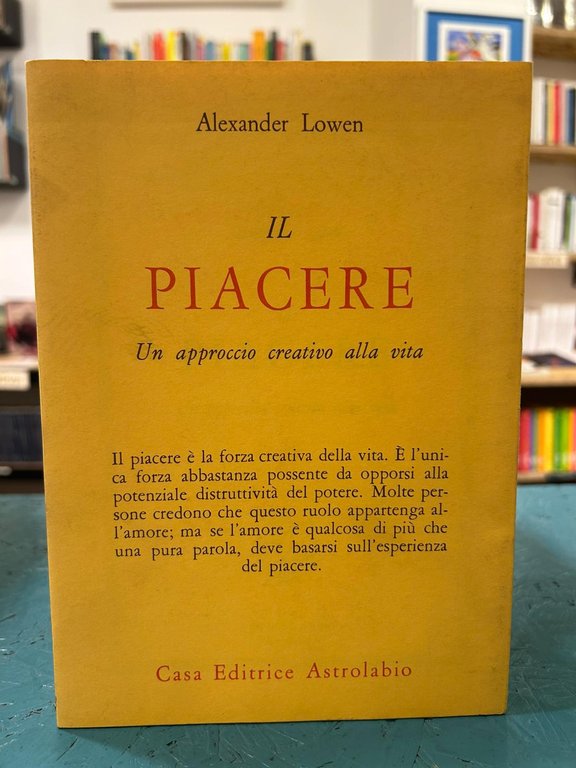 Alexander Lowen
IL
PIACERE
Un approccio creativo alla vita
Il piacere è la forza creativa della vita. È l'uni-
ca forza abbastanza possente da opporsi alla
potenziale distruttività del potere. Molte per-
sone credono che questo ruolo appartenga al-
l'amore; ma se l'amore è qualcosa di più che
una pura parola, deve basarsi sull'esperienza
del piacere.
Casa Editrice Astrolabio